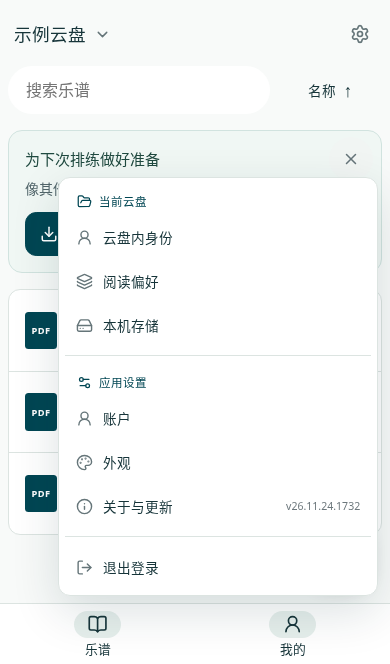 示例云盘
搜索乐谱
名称 ↑
为下次排练做好准备
像其
当前云盘
云盘内身份
阅读偏好
本机存储
应用设置
账户
外观
关于与更新 v26.11.24.1732
退出登录
PDF
PDF
PDF
乐谱
我的